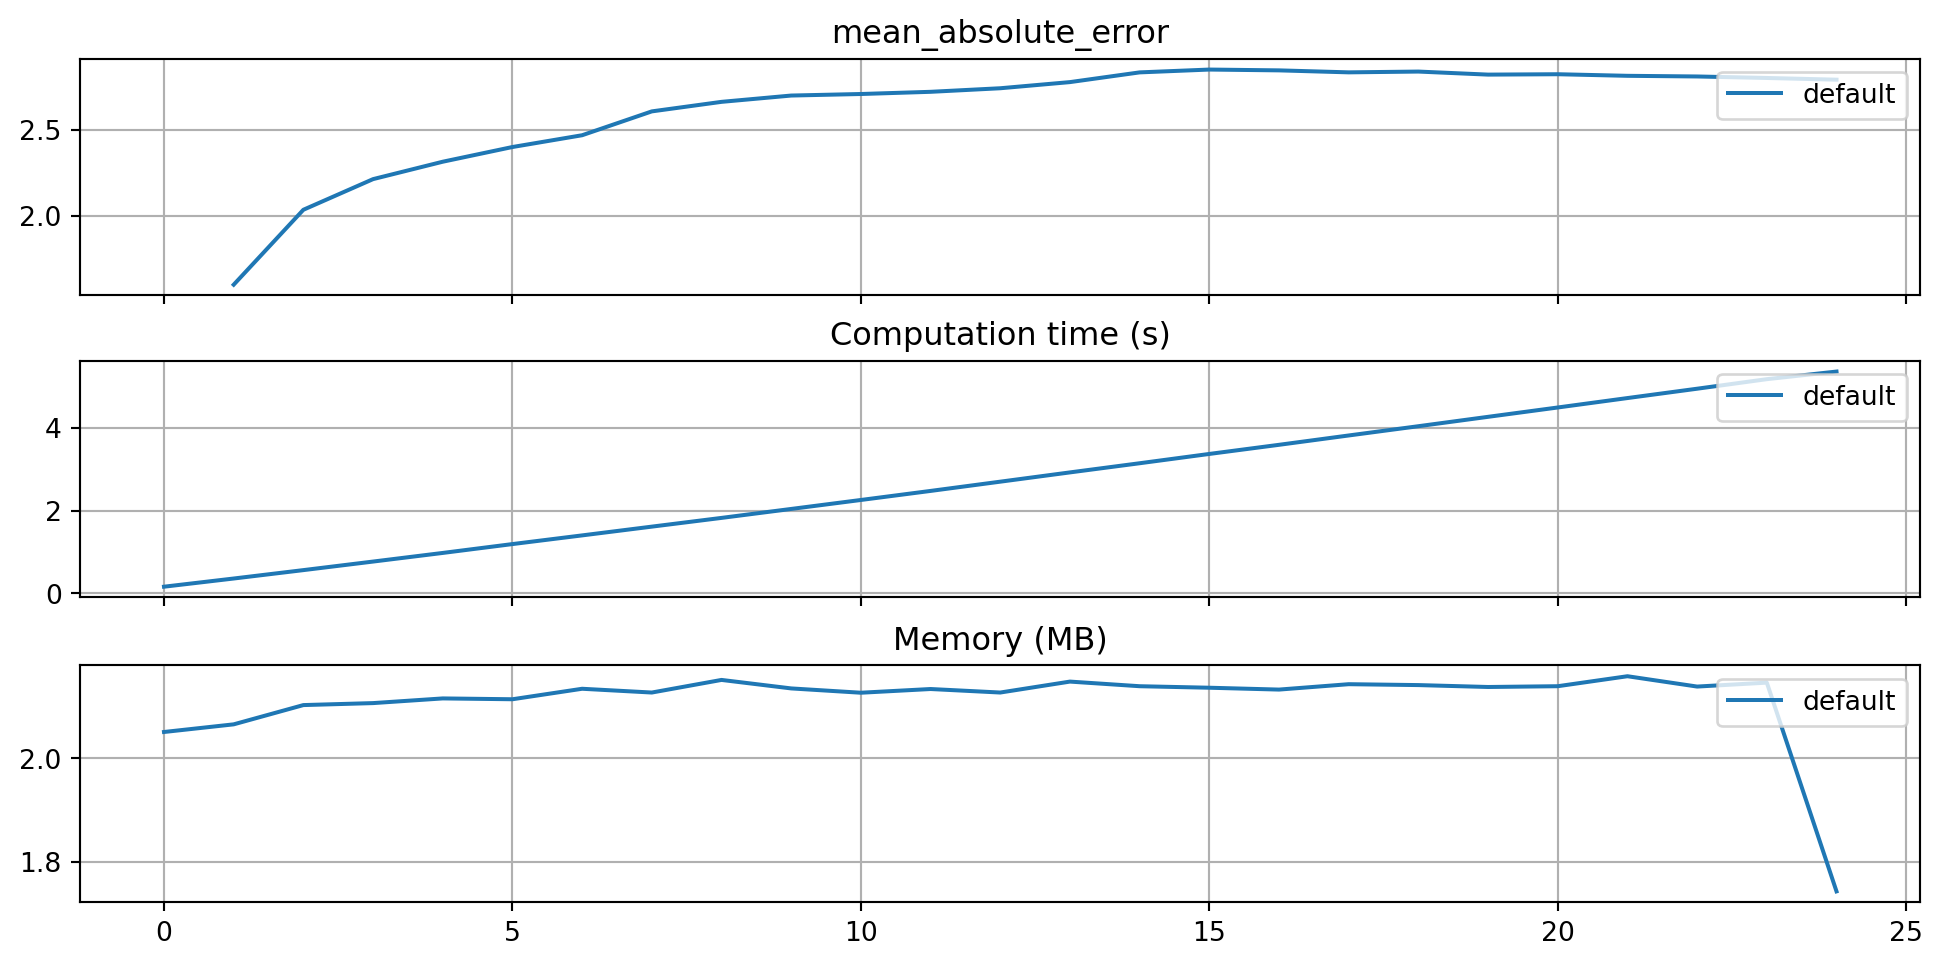 mean_absolute_error
2.5
2.0
default
Computation time (s)
4
2
0
default
Memory (MB)
2.0
1.8
default
0 5 10 15 20 25